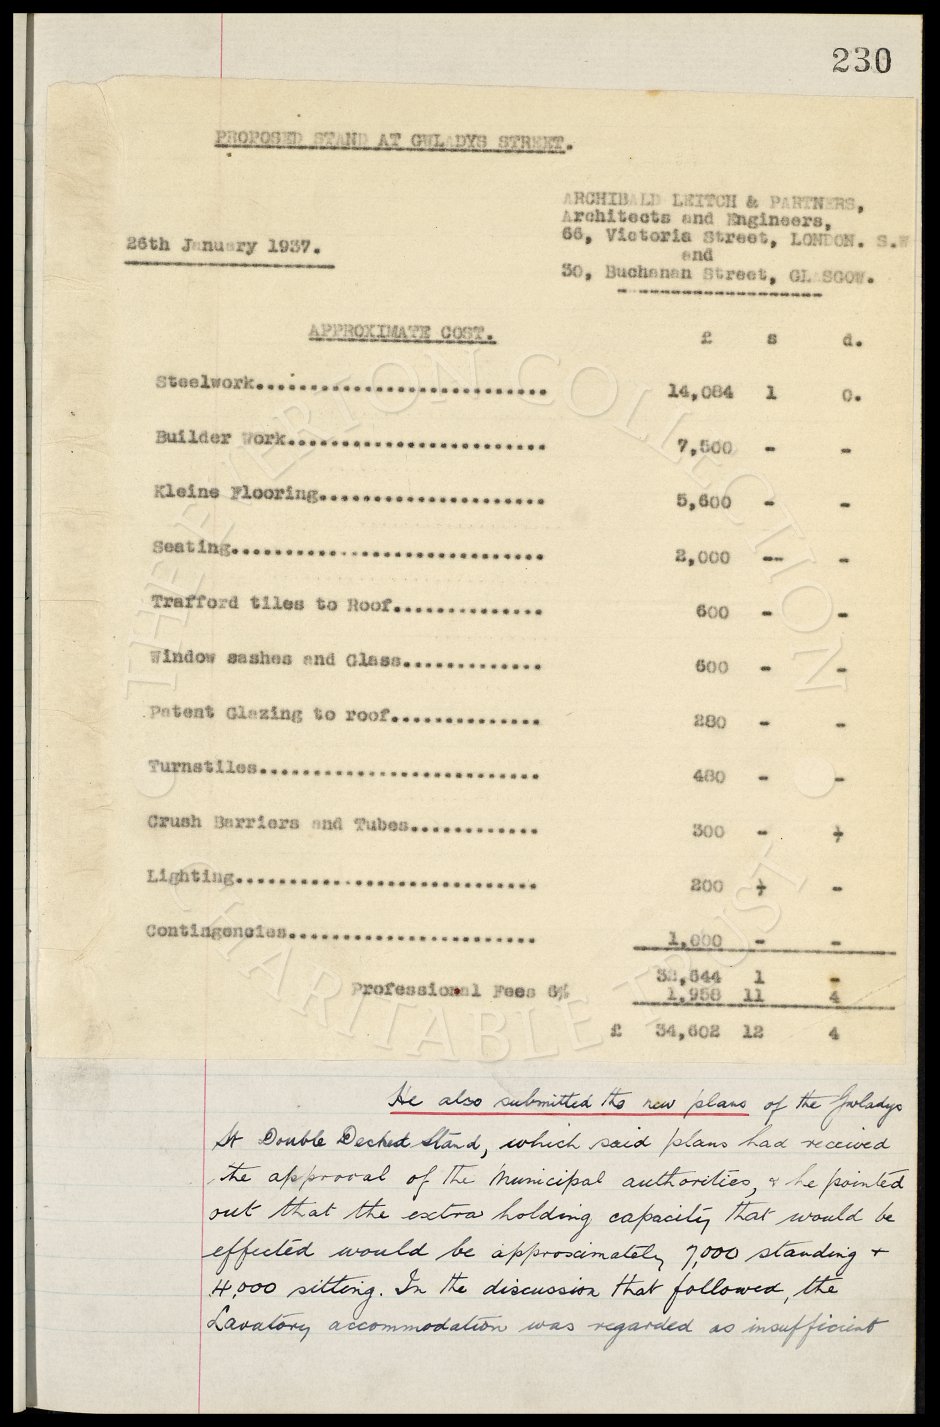 230
PROPOSED STAND AT GWLADYS STREET.
ARCHIBALD LEITCH & PARTNERS,
Architects and Engineers,
66, Victoria Street, LONDON. S.W
and
30, Buchanan Street, GLASGOW.
26th January 1937.
APPROXIMATE COST. £ s d.
Steelwork........................... 14,084 1 0.
Builder Work........................ 7,500 - -
Kleine Flooring..................... 5,600 - -
Seating............................. 2,000 -- -
Trafford tiles to Roof.............. 600 - -
Window sashes and Glass............. 600 - -
Patent Glazing to roof.............. 280 - -
Turnstiles.......................... 480 - -
Crush Barriers and Tubes............ 300 - -
Lighting............................ 200 - -
Contingencies....................... 1,000 - -
32,644 1 -
Professional Fees 6% 1,958 11 4
£ 34,602 12 4
He also submitted the new plans of the Gwladys
St Double Decked Stand, which said plans had received
the approval of the Municipal authorities, & he pointed
out that the extra holding capacity that would be
effected would be approximately 7,000 standing +
4,000 sitting. In the discussion that followed, the
Lavatory accommodation was regarded as insufficient
THE EVERTON COLLECTION
CHARITABLE TRUST